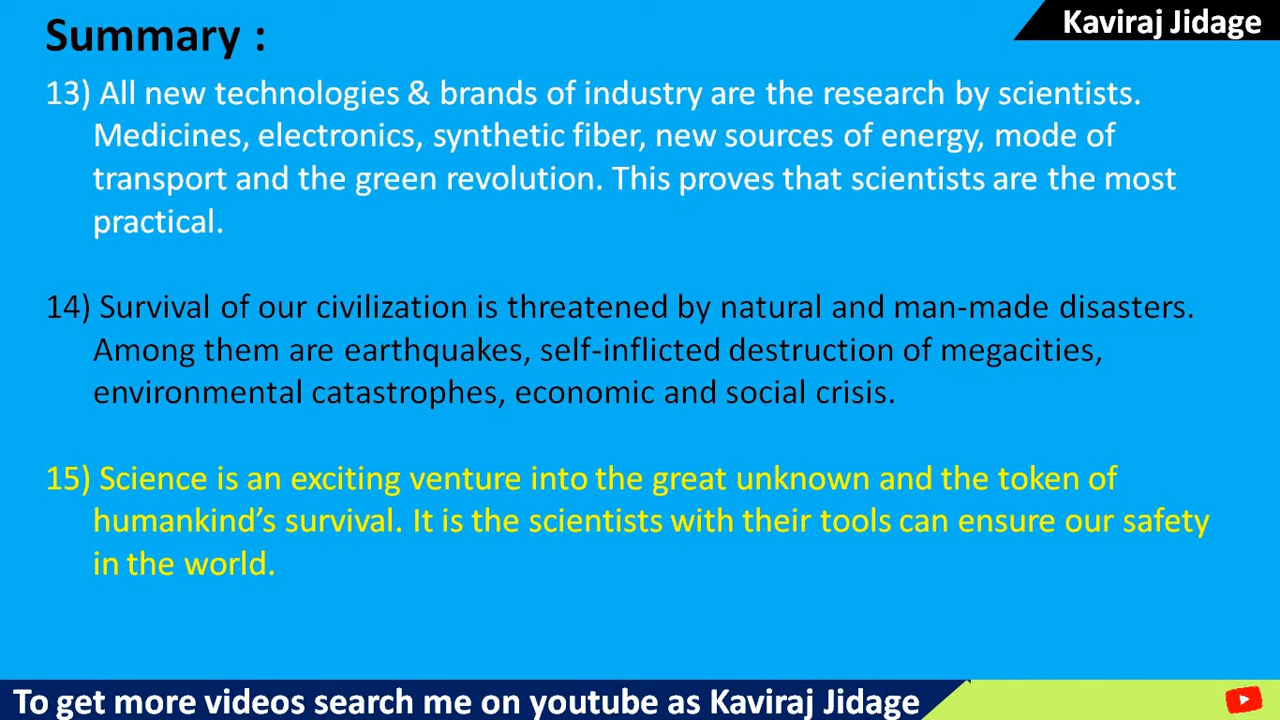 Kaviraj Jidage
Summary :
13) All new technologies & brands of industry are the research by scientists.
Medicines, electronics, synthetic fiber, new sources of energy, mode of
transport and the green revolution. This proves that scientists are the most
practical.
14) Survival of our civilization is threatened by natural and man-made disasters.
Among them are earthquakes, self-inflicted destruction of megacities,
environmental catastrophes, economic and social crisis.
15) Science is an exciting venture into the great unknown and the token of
humankind's survival. It is the scientists with their tools can ensure our safety
in the world.
To get more videos search me on youtube as Kaviraj Jidage